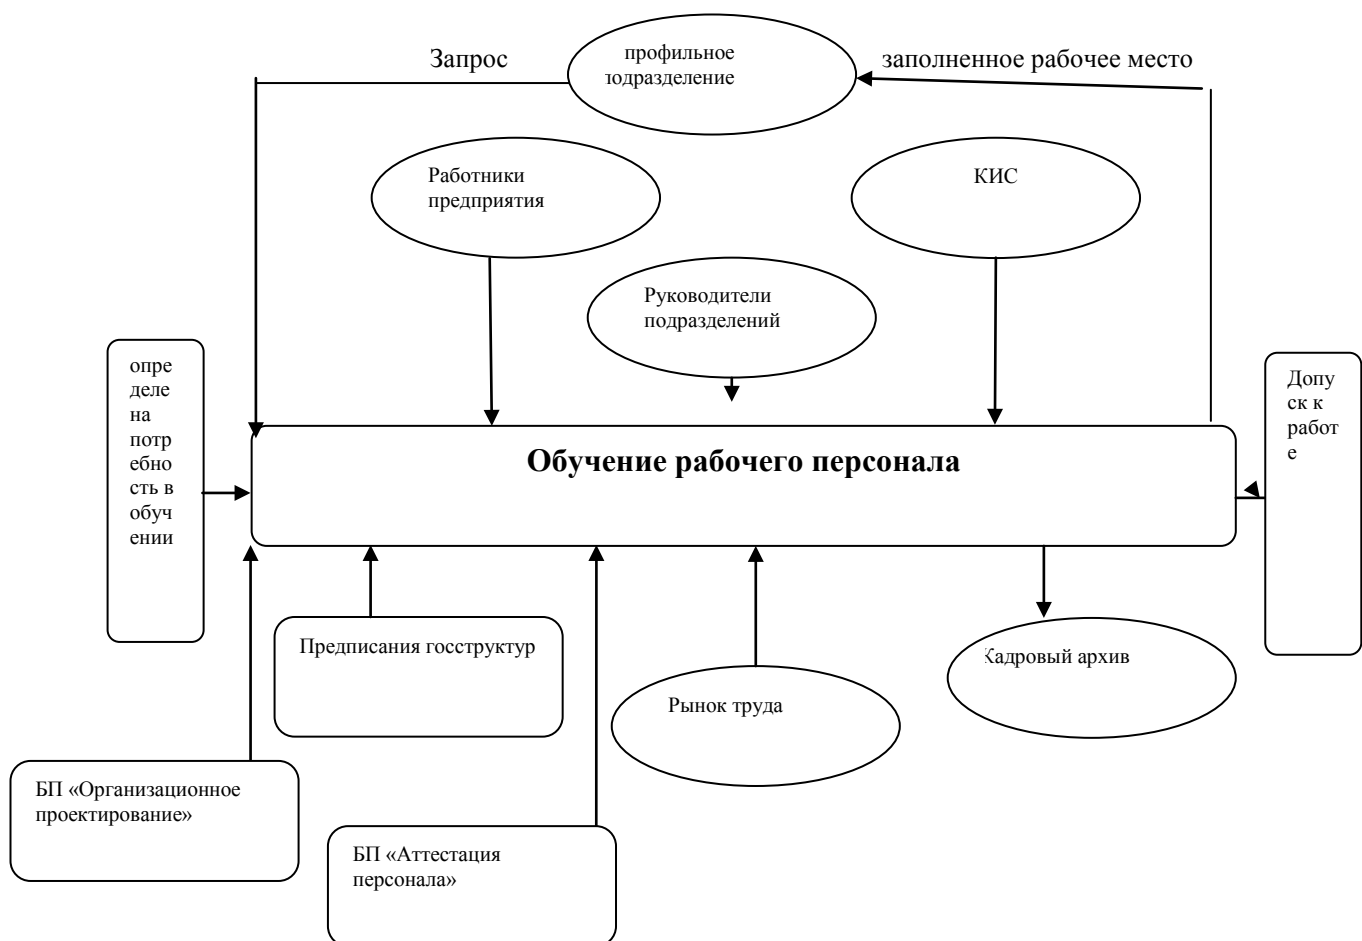 Запрос
профильное
подразделение
заполненное рабочее место
Работники
предприятия
КИС
Руководители
подразделений
опре
деле
на
потр
ебно
сть в
обуч
ении
Обучение рабочего персонала
Допу
ск к
работ
е
Предписания госструктур
Рынок труда
Кадровый архив
БП «Организационное
проектирование»
БП «Аттестация
персонала»